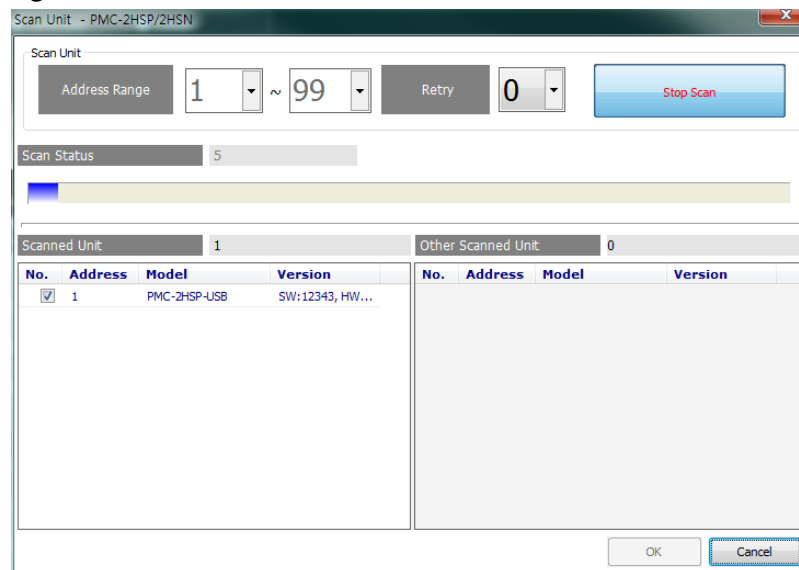 Scan Unit - PMC-2HSP/2HSN
Scan Unit
Address Range 1 ~ 99 Retry 0 Stop Scan
Scan Status 5
Scanned Unit 1 Other Scanned Unit 0
No. Address Model Version No. Address Model Version
1 PMC-2HSP-USB SW:12343, HW...
OK Cancel